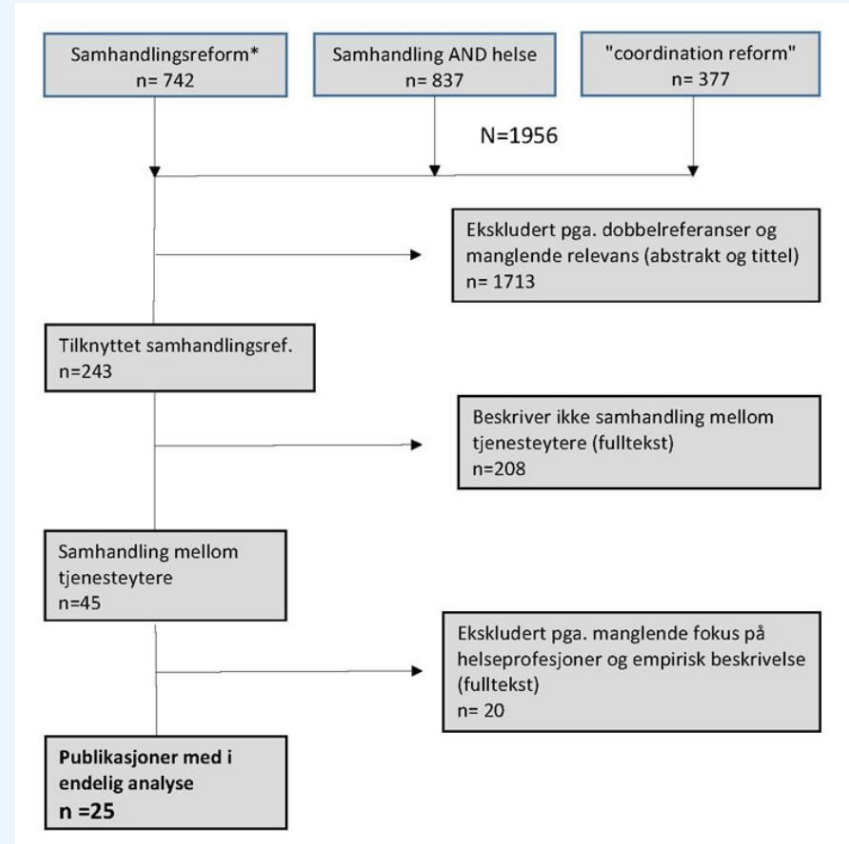 Samhandlingsreform*
n= 742
Samhandling AND helse
n= 837
"coordination reform"
n= 377
N=1956
Ekskludert pga. dobbelreferanser og
manglende relevans (abstrakt og tittel)
n= 1713
Tilknyttet samhandlingsref.
n=243
Beskriver ikke samhandling mellom
tjenesteytere (fulltekst)
n=208
Samhandling mellom
tjenesteytere
n=45
Ekskludert pga. manglende fokus på
helseprofesjoner og empirisk beskrivelse
(fulltekst)
n= 20
Publikasjoner med i
endelig analyse
n =25